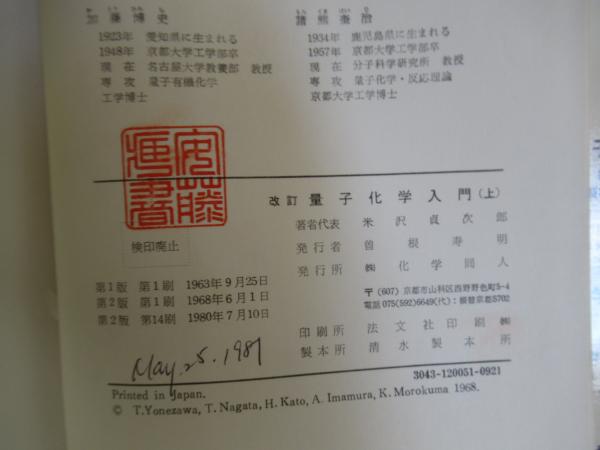 加藤博史
1923年 愛知県に生まれる
1948年 京都大学工学部卒
現在 名古屋大学教養部 教授
専攻 量子有機化学
工学博士
諸熊奎治
1934年 鹿児島県に生まれる
1957年 京都大学工学部卒
現在 分子科学研究所 教授
専攻 量子化学・反応理論
京都大学工学博士
安藤蔵書
検印廃止
改訂 量子化学入門(上)
著者代表 米沢貞次郎
発行者 曽根寿明
発行所 ㈱化学同人
〒(607) 京都市山科区西野野色町5-4
電話075(592)6649(代)：振替京都5702
印刷所 法文社印刷㈱
製本所 清水製本所
第1版 第1刷 1963年9月25日
第2版 第1刷 1968年6月1日
第2版 第14刷 1980年7月10日
May. 25. 1981
3043-120051-0921
Printed in Japan.
© T.Yonezawa, T. Nagata, H. Kato, A. Imamura, K. Morokuma 1968.